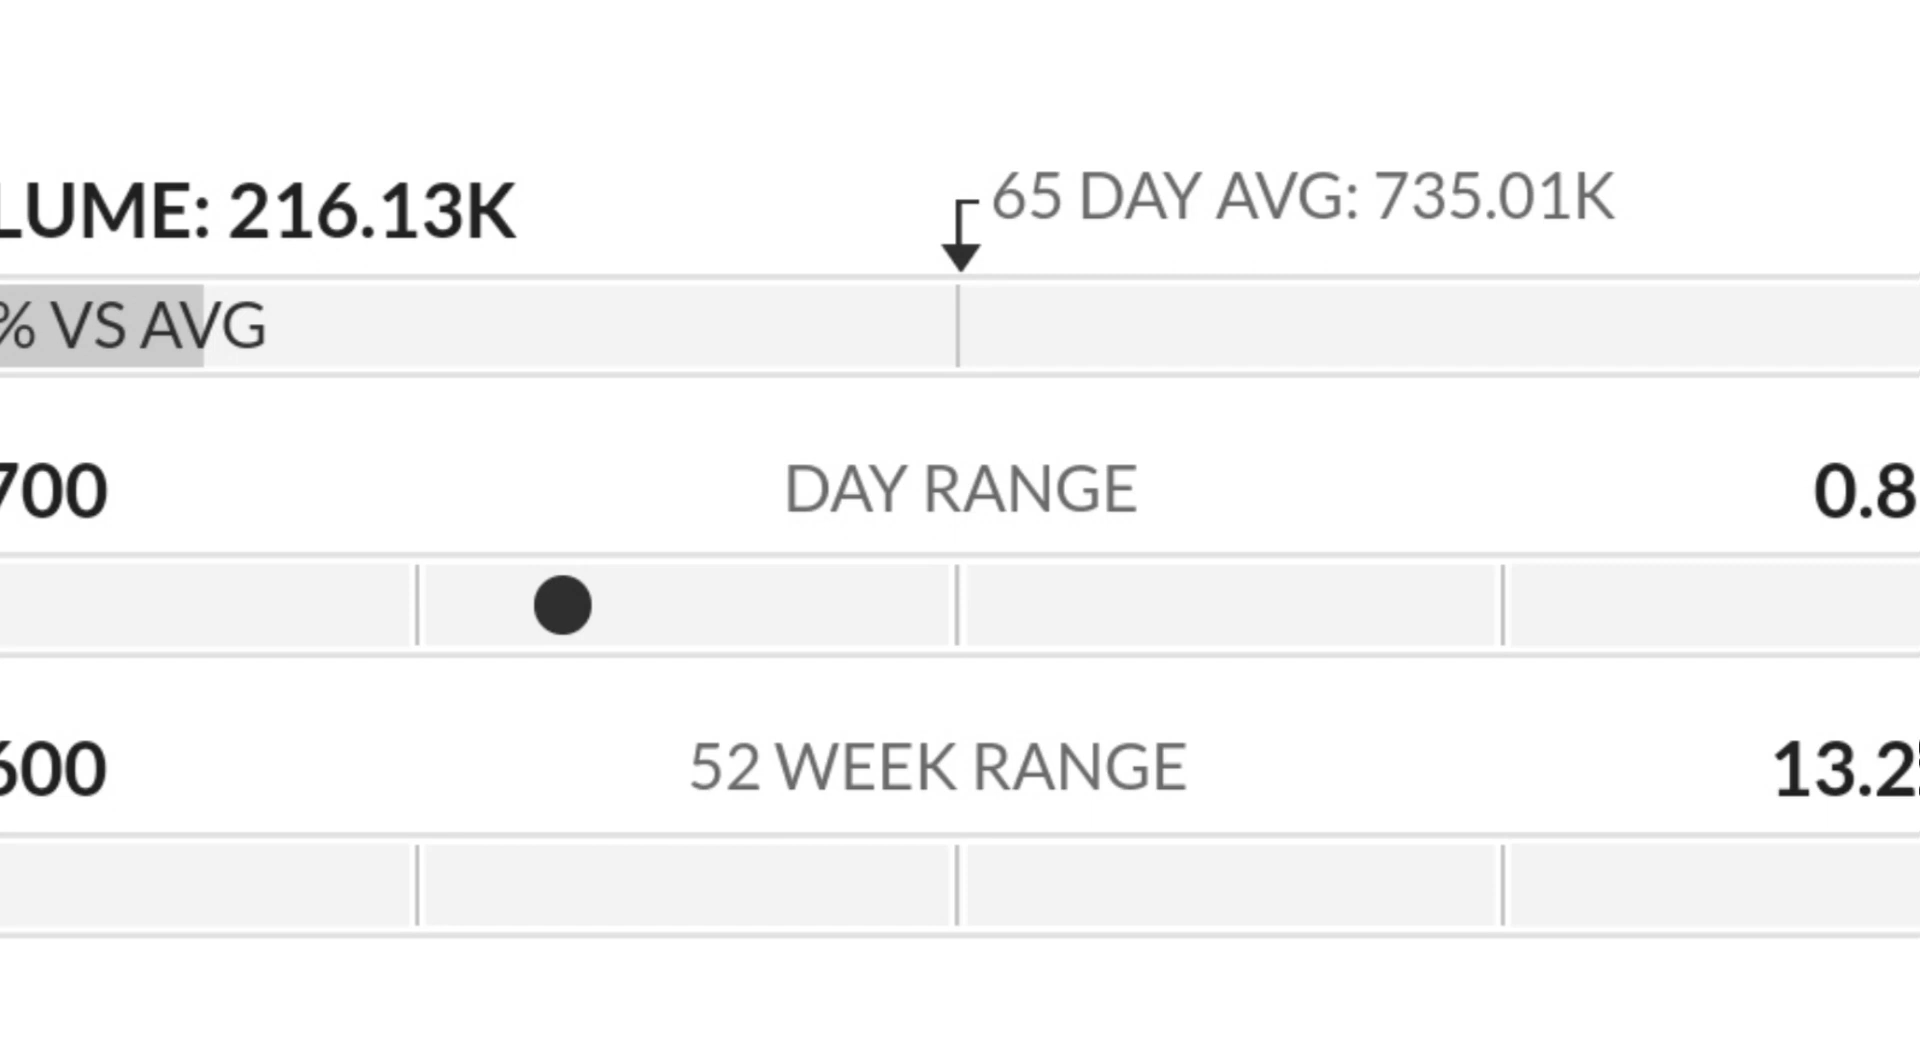 LUME: 216.13K
65 DAY AVG: 735.01K
% VS AVG
700 DAY RANGE 0.8
600 52 WEEK RANGE 13.2